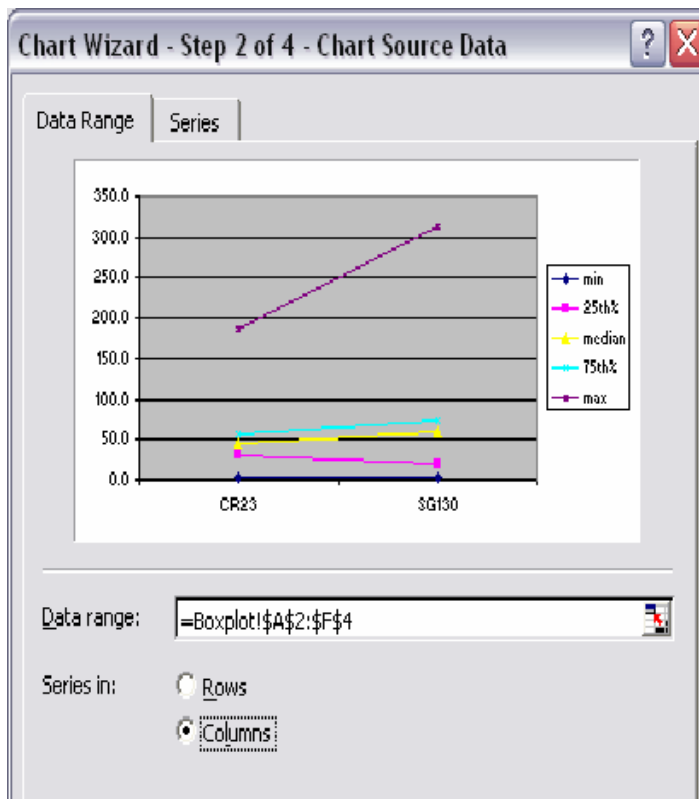 Chart Wizard - Step 2 of 4 - Chart Source Data
Data Range
Series
350.0
300.0
250.0
200.0
150.0
100.0
50.0
0.0
CR23
SG130
min
25th%
median
75th%
max
Data range:
=Boxplot!$A$2:$F$4
Series in:
Rows
Columns